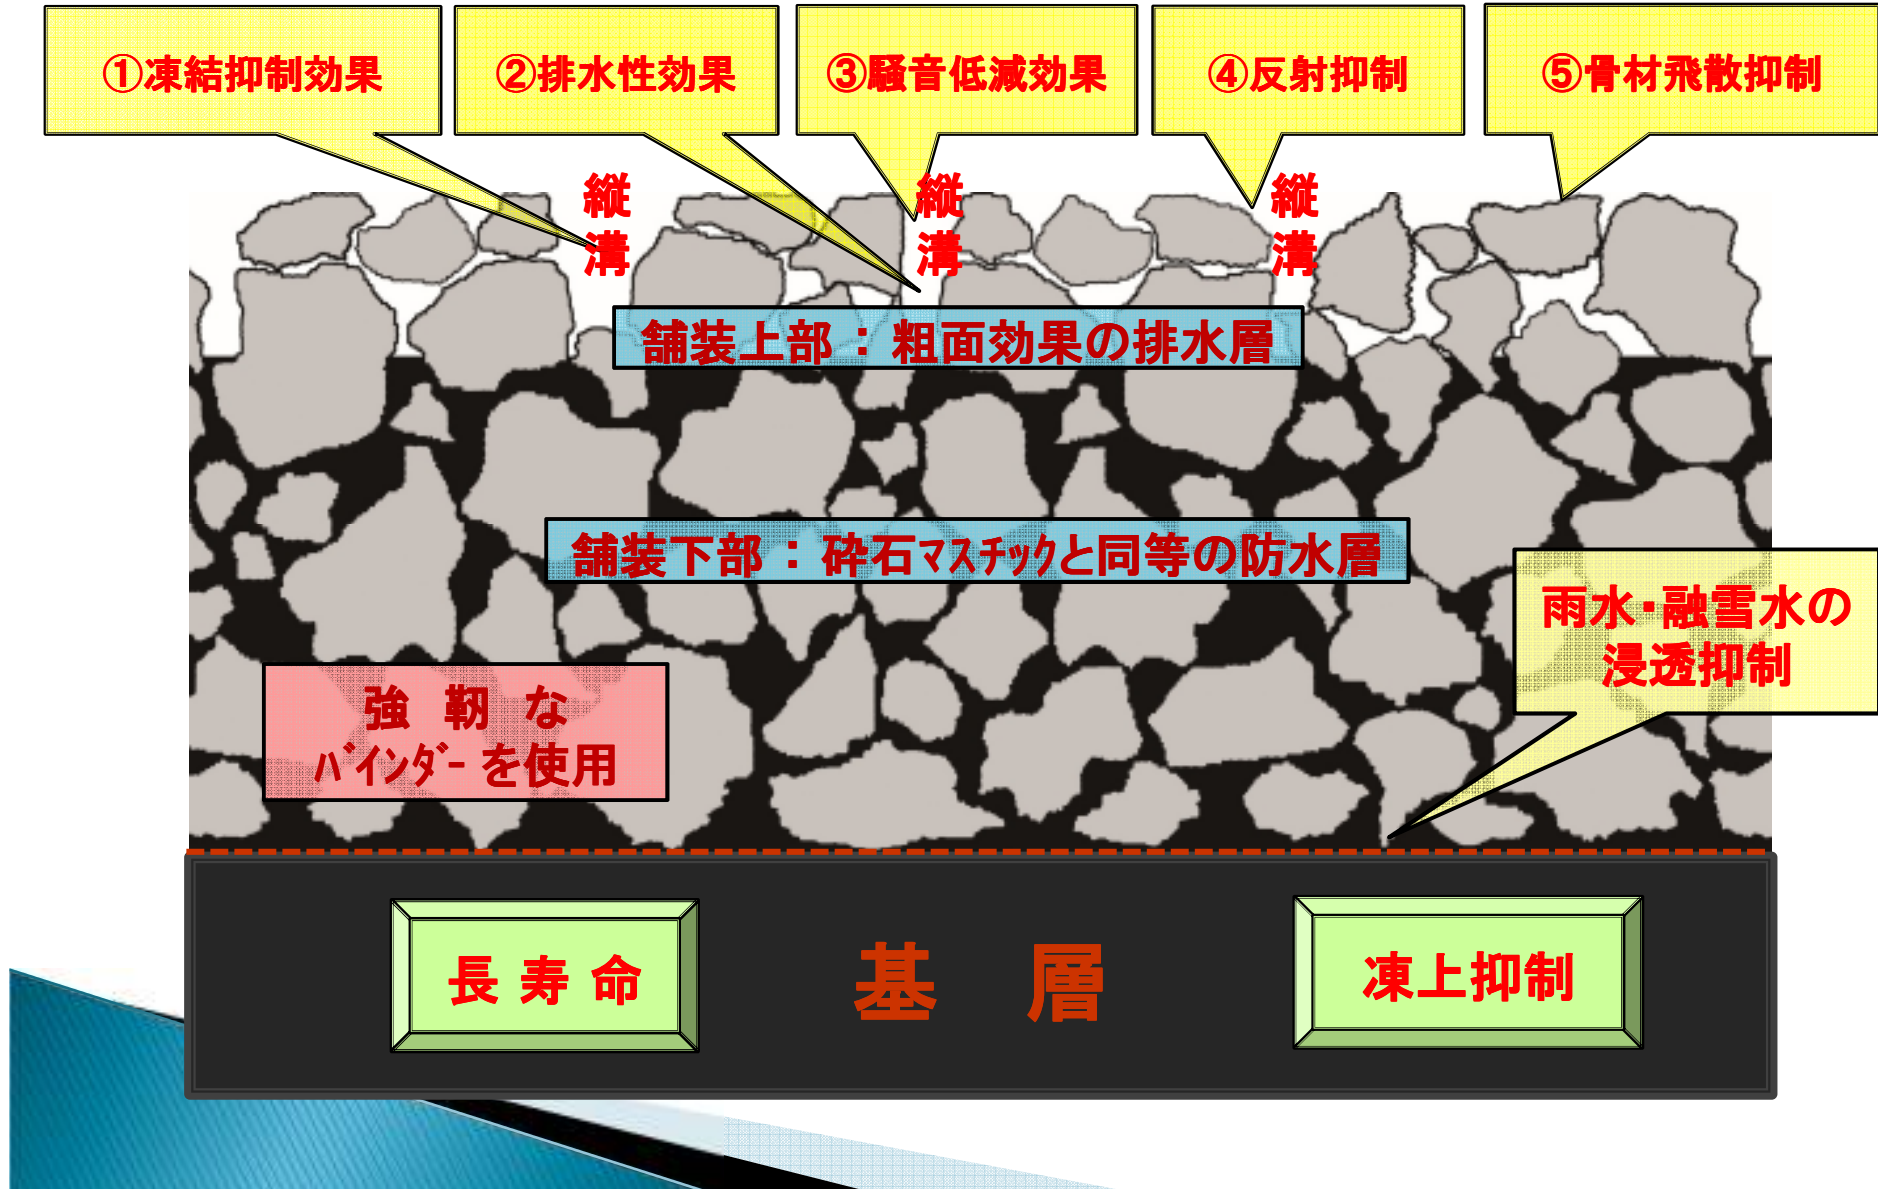 ①凍結抑制効果
②排水性効果
③騒音低減効果
④反射抑制
⑤骨材飛散抑制
縦溝
縦溝
縦溝
舗装上部：粗面効果の排水層
舗装下部：砕石ﾏｽﾁｯｸと同等の防水層
雨水・融雪水の
浸透抑制
強 靭 な
ﾊﾞｲﾝﾀﾞｰを使用
長 寿 命
基 層
凍上抑制